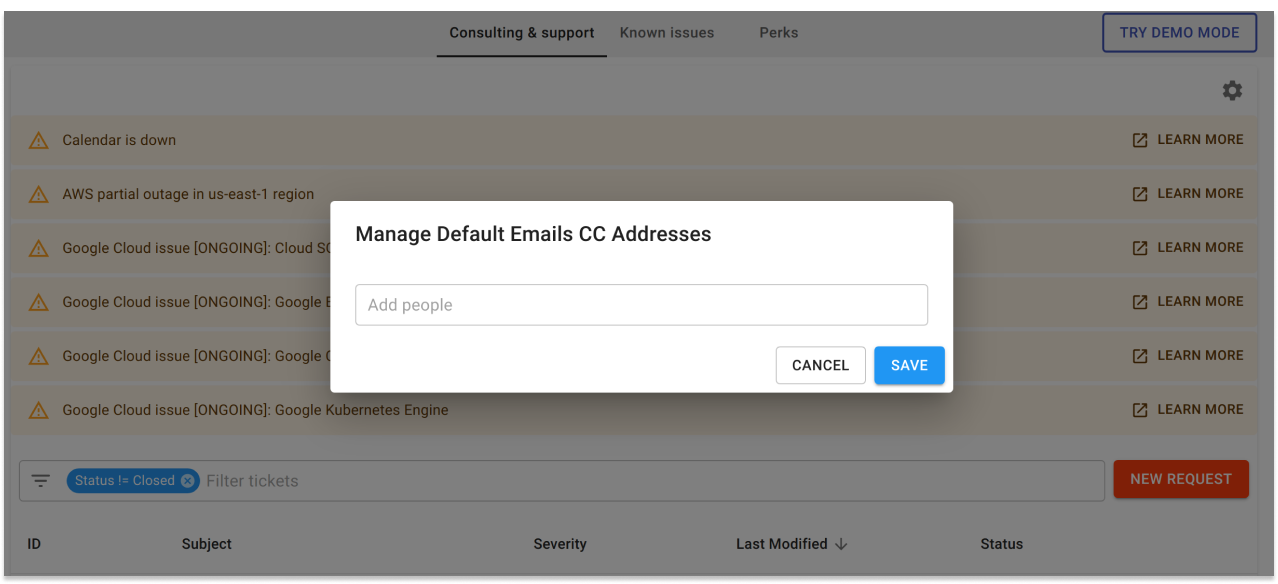 Consulting & support Known issues Perks TRY DEMO MODE
Calendar is down LEARN MORE
AWS partial outage in us-east-1 region LEARN MORE
Manage Default Emails CC Addresses
Google Cloud issue [ONGOING]: Cloud LEARN MORE
Add people
Google Cloud issue [ONGOING]: Google LEARN MORE
Google Cloud issue [ONGOING]: Google LEARN MORE
CANCEL SAVE
Google Cloud issue [ONGOING]: Google Kubernetes Engine LEARN MORE
Status != Closed Filter tickets NEW REQUEST
ID Subject Severity Last Modified Status